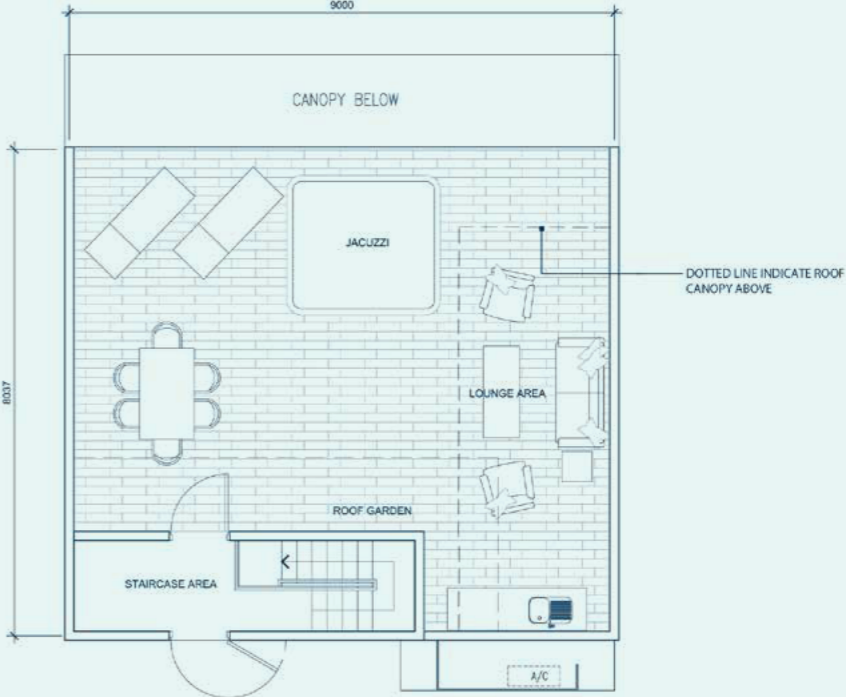 9000
CANOPY BELOW
JACUZZI
DOTTED LINE INDICATE ROOF
CANOPY ABOVE
8037
LOUNGE AREA
ROOF GARDEN
STAIRCASE AREA
A/C